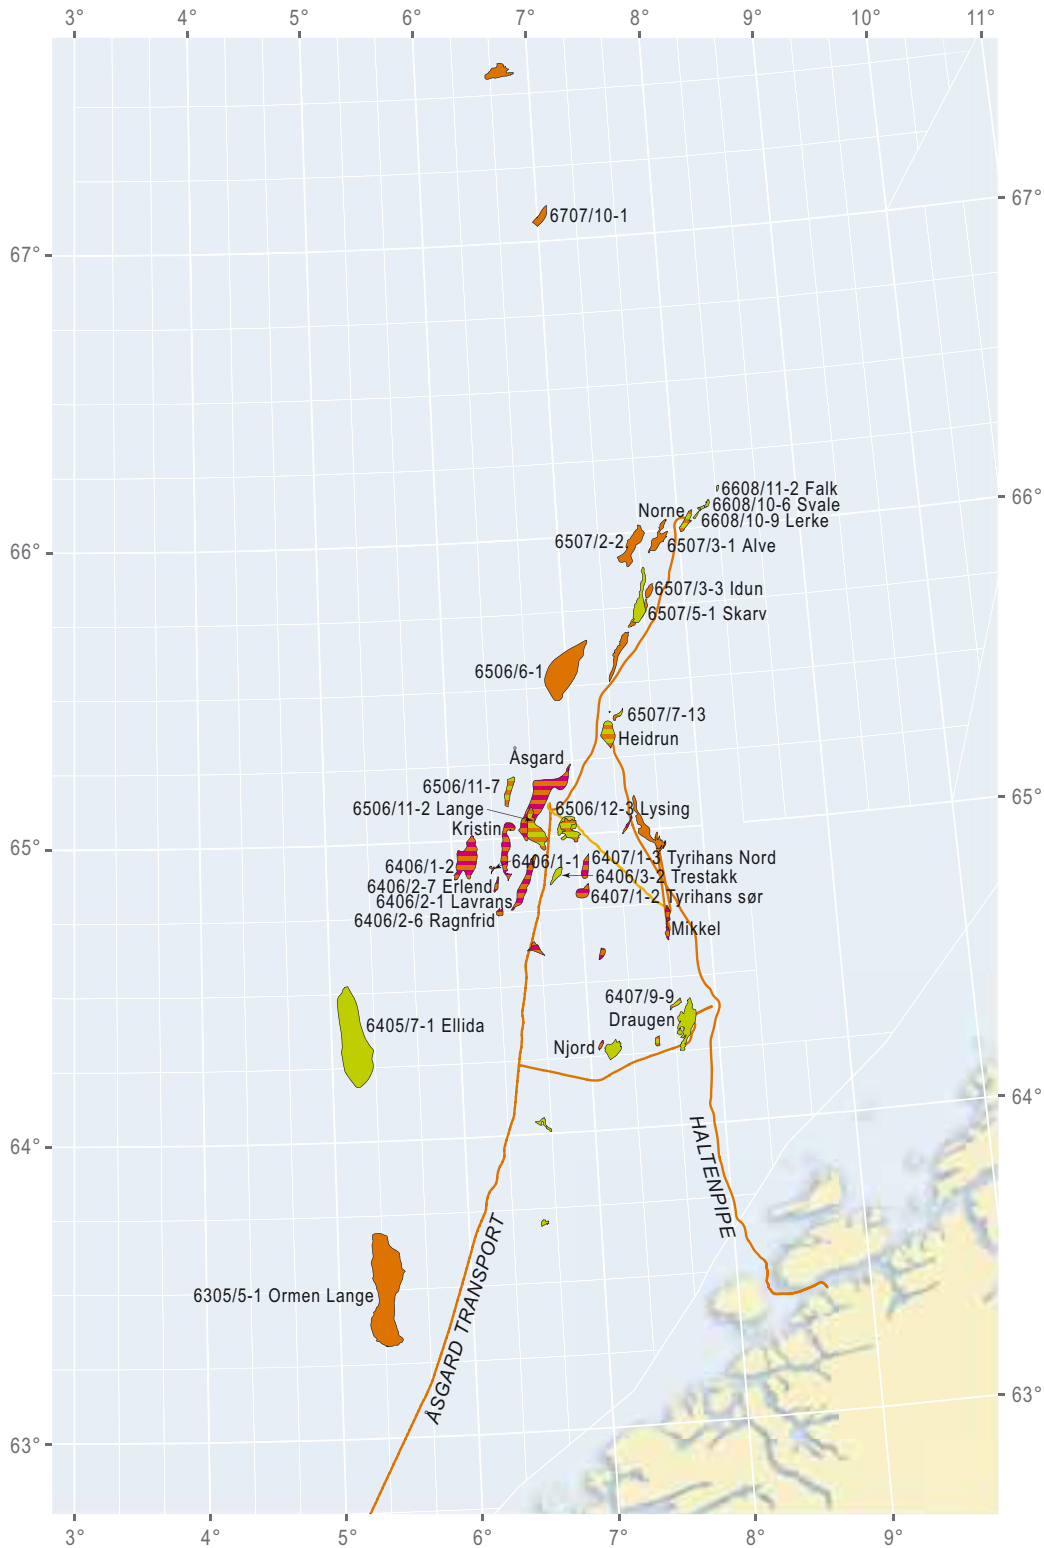 3° 4° 5° 6° 7° 8° 9° 10° 11°
6707/10-1
67°
67°
6608/11-2 Falk
66°
6608/10-6 Svale
Norne
6608/10-9 Lerke
6507/2-2
6507/3-1 Alve
66°
6507/3-3 Idun
6507/5-1 Skarv
6506/6-1
6507/7-13
Heidrun
Åsgard
6506/11-7
65°
6506/11-2 Lange
6506/12-3 Lysing
Kristin
65°
6407/1-3 Tyrihans Nord
6406/1-2
6406/1-1
6406/3-2 Trestakk
6406/2-7 Erlend
6407/1-2 Tyrihans sør
6406/2-1 Lavrans
6406/2-6 Ragnfrid
Mikkel
6407/9-9
6405/7-1 Ellida
Draugen
Njord
64°
64°
HALTENPIPE
ÅSGARD TRANSPORT
6305/5-1 Ormen Lange
63°
63°
3° 4° 5° 6° 7° 8° 9°